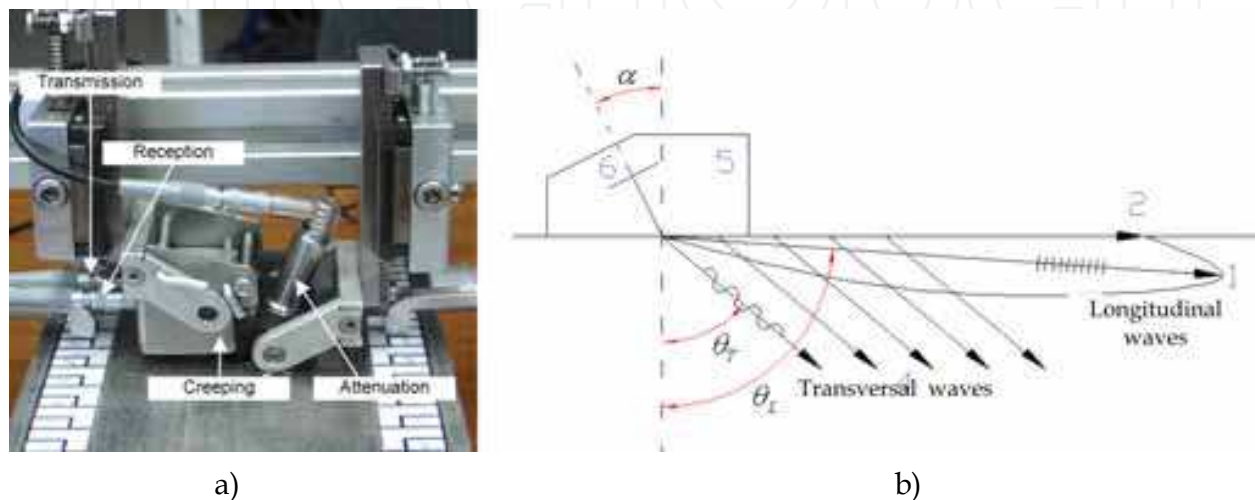 Transmission
Reception
Creeping
Attenuation
a)
α
6
5
2
1
Longitudinal
waves
θT
θL
Transversal waves
b)